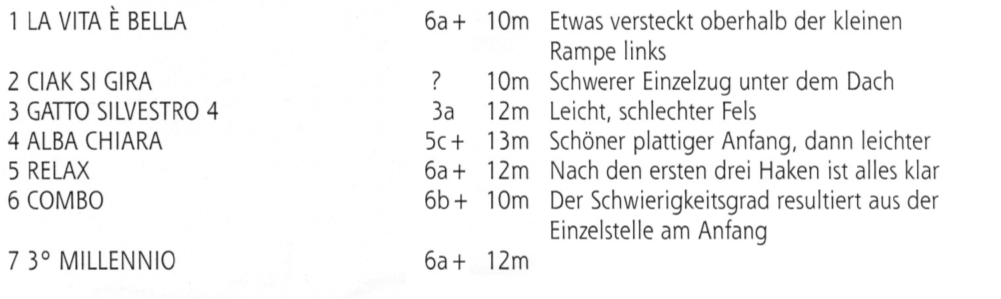 1 LA VITA È BELLA 6a+ 10m Etwas versteckt oberhalb der kleinen
Rampe links
2 CIAK SI GIRA ? 10m Schwerer Einzelzug unter dem Dach
3 GATTO SILVESTRO 4 3a 12m Leicht, schlechter Fels
4 ALBA CHIARA 5c+ 13m Schöner plattiger Anfang, dann leichter
5 RELAX 6a+ 12m Nach den ersten drei Haken ist alles klar
6 COMBO 6b+ 10m Der Schwierigkeitsgrad resultiert aus der
Einzelstelle am Anfang
7 3° MILLENNIO 6a+ 12m